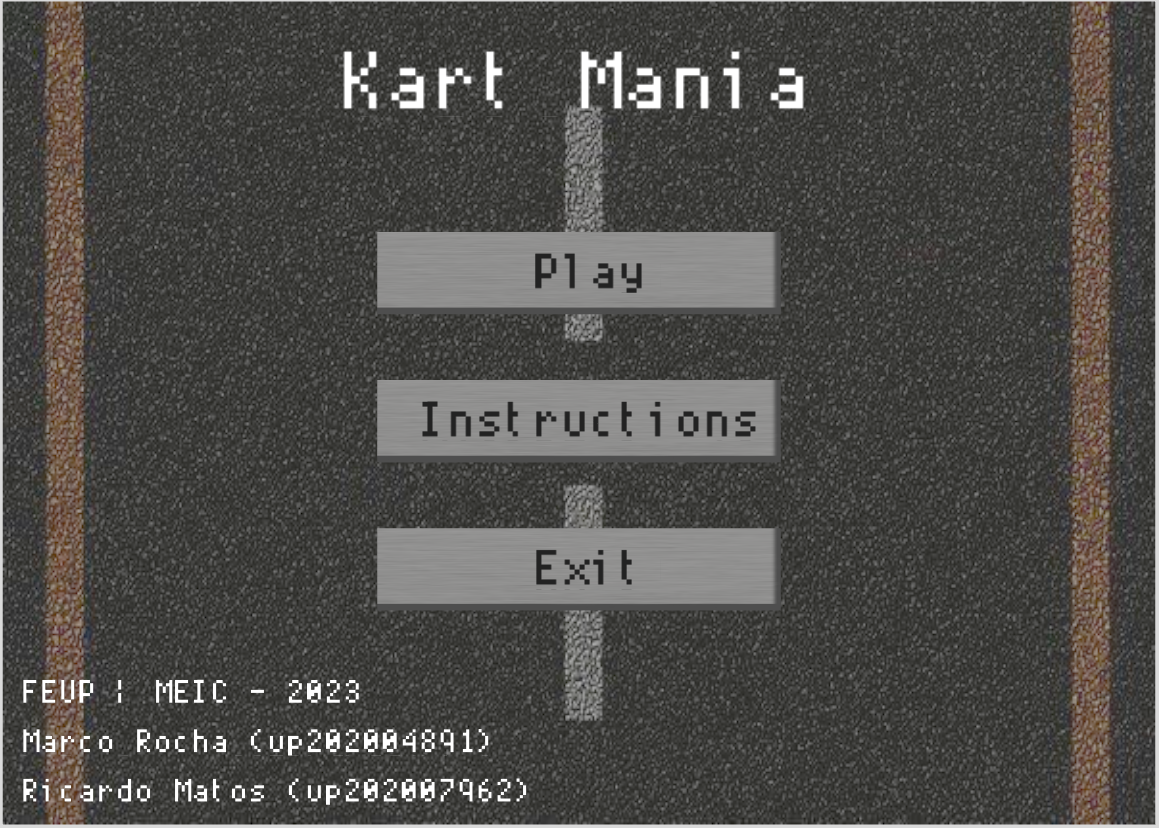 Kart Mania
Play
Instructions
Exit
FEUP | MEIC - 2023
Marco Rocha (up202004891)
Ricardo Matos (up202007962)